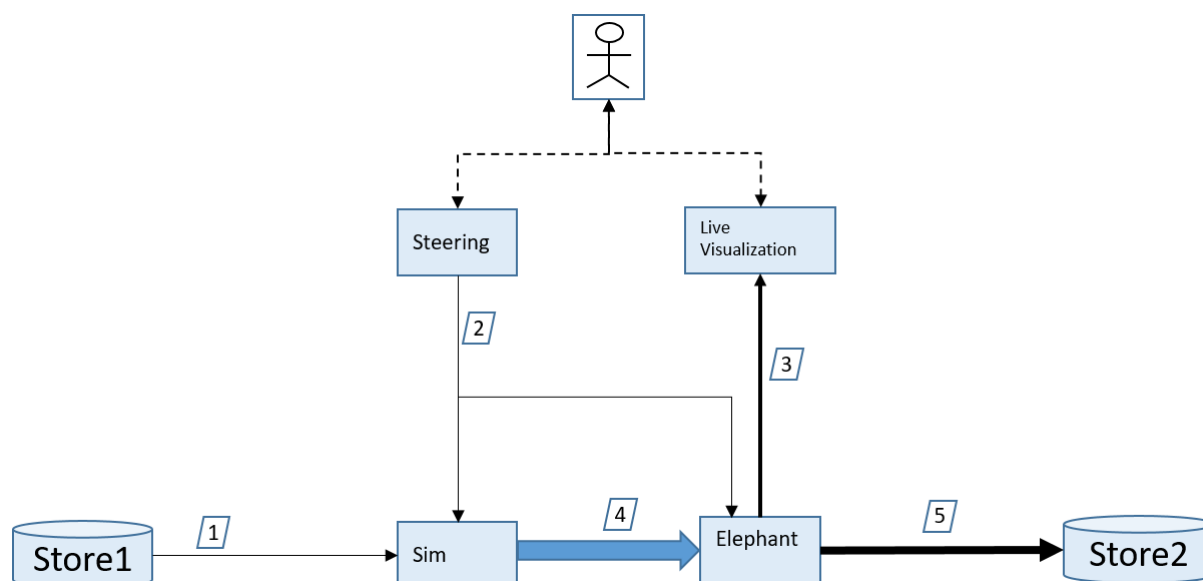 Steering
Live
Visualization
2
3
1
4
5
Store1
Sim
Elephant
Store2